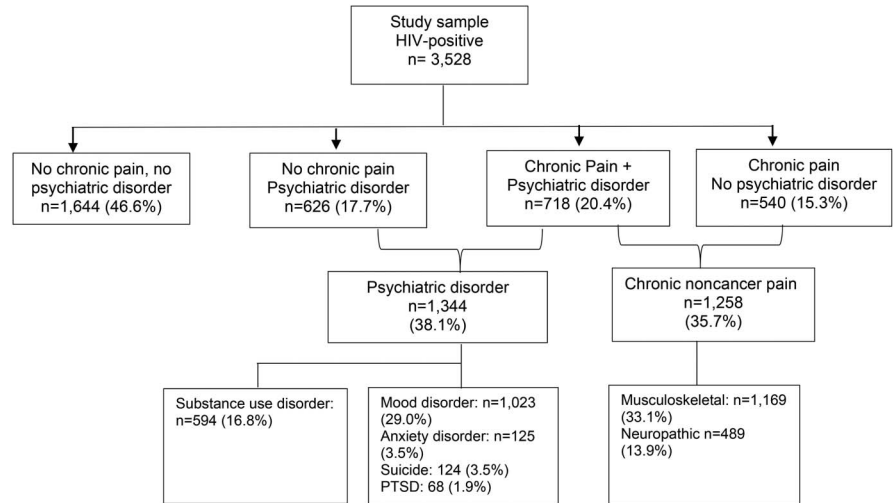 Study sample
HIV-positive
n= 3,528
No chronic pain, no
psychiatric disorder
n=1,644 (46.6%)
No chronic pain
Psychiatric disorder
n=626 (17.7%)
Chronic Pain +
Psychiatric disorder
n=718 (20.4%)
Chronic pain
No psychiatric disorder
n=540 (15.3%)
Psychiatric disorder
n=1,344
(38.1%)
Chronic noncancer pain
n=1,258
(35.7%)
Substance use disorder:
n=594 (16.8%)
Mood disorder: n=1,023
(29.0%)
Anxiety disorder: n=125
(3.5%)
Suicide: 124 (3.5%)
PTSD: 68 (1.9%)
Musculoskeletal: n=1,169
(33.1%)
Neuropathic n=489
(13.9%)